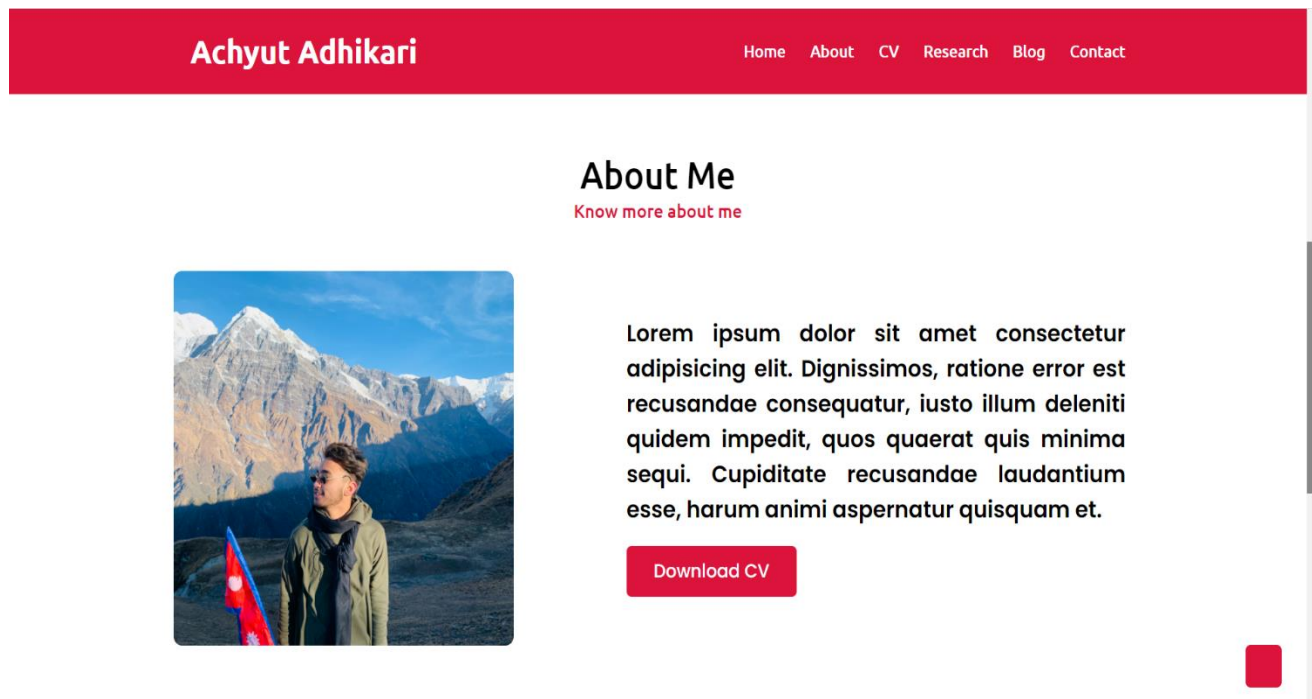 Achyut Adhikari
Home About CV Research Blog Contact
About Me
Know more about me
Lorem ipsum dolor sit amet consectetur
adipisicing elit. Dignissimos, ratione error est
recusandae consequatur, iusto illum deleniti
quidem impedit, quos quaerat quis minima
sequi. Cupiditate recusandae laudantium
esse, harum animi aspernatur quisquam et.
Download CV